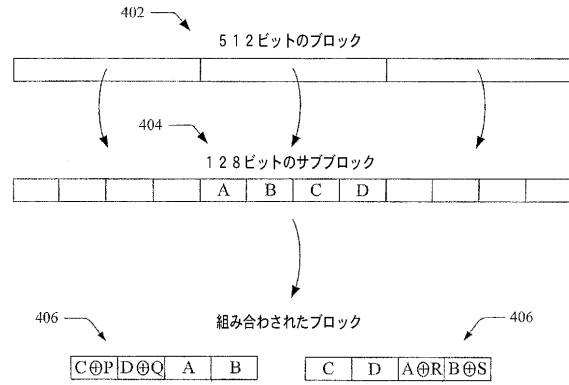 402
512ビットのブロック
404
128ビットのサブブロック
A B C D
406
組み合わされたブロック
406
C⊕P D⊕Q A B
C D A⊕R B⊕S